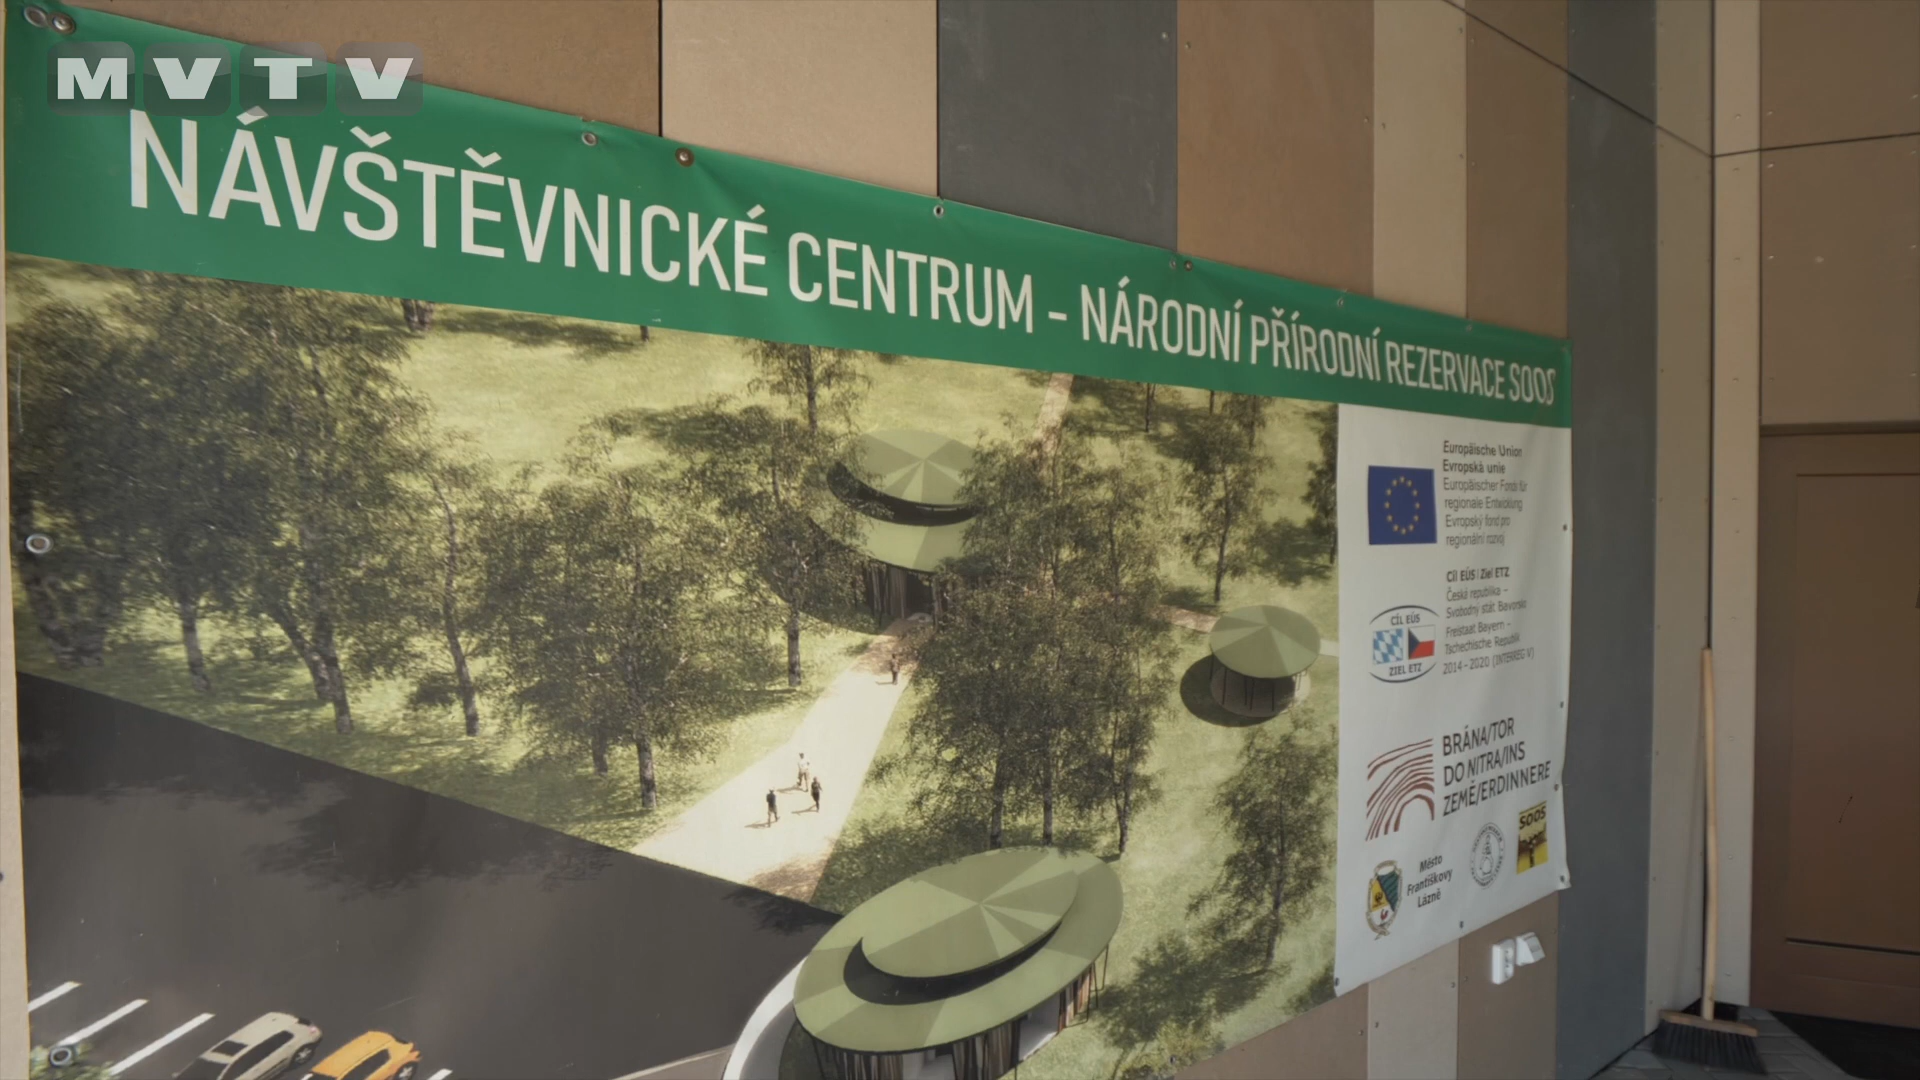 MVTV
NÁVŠTĚVNICKÉ CENTRUM - NÁRODNÍ PŘÍRODNÍ REZERVACE SOOS
Europäische Union
Evropská unie
Europäischer Fonds für
regionale Entwicklung
Evropský fond pro
regionální rozvoj
Cíl EÚS | Ziel ETZ
Česká republika –
Svobodný stát Bavorsko
Freistaat Bayern –
Tschechische Republik
2014 – 2020 (INTERREG V)
CÍL EÚS
ZIEL ETZ
BRÁNA/TOR
DO NITRA/INS
ZEMĚ/ERDINNERE
SOOS
Město
Františkovy
Lázně